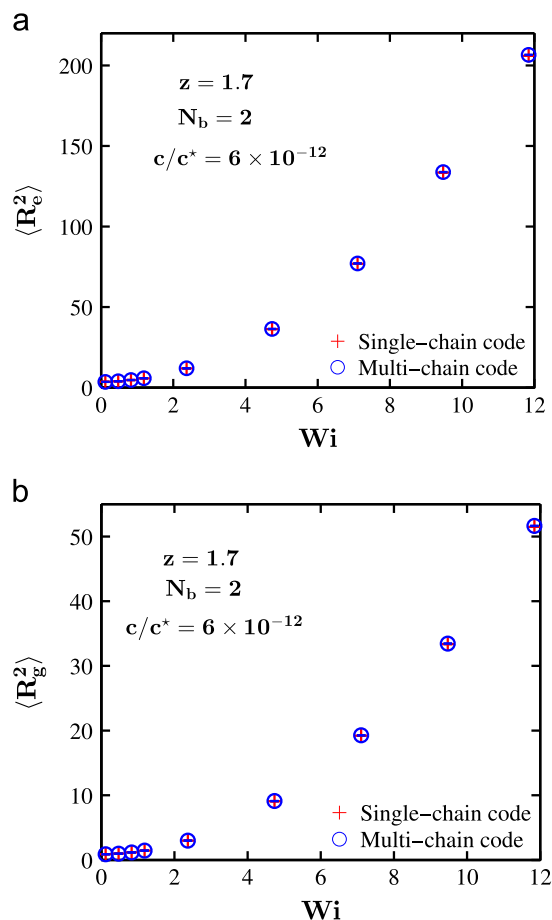 a
200
150
100
50
0
⟨R_e^2⟩
z = 1.7
N_b = 2
c/c⋆ = 6 × 10^−12
+ Single−chain code
○ Multi−chain code
0 2 4 6 8 10 12
Wi
b
50
40
30
20
10
0
⟨R_g^2⟩
z = 1.7
N_b = 2
c/c⋆ = 6 × 10^−12
+ Single−chain code
○ Multi−chain code
0 2 4 6 8 10 12
Wi